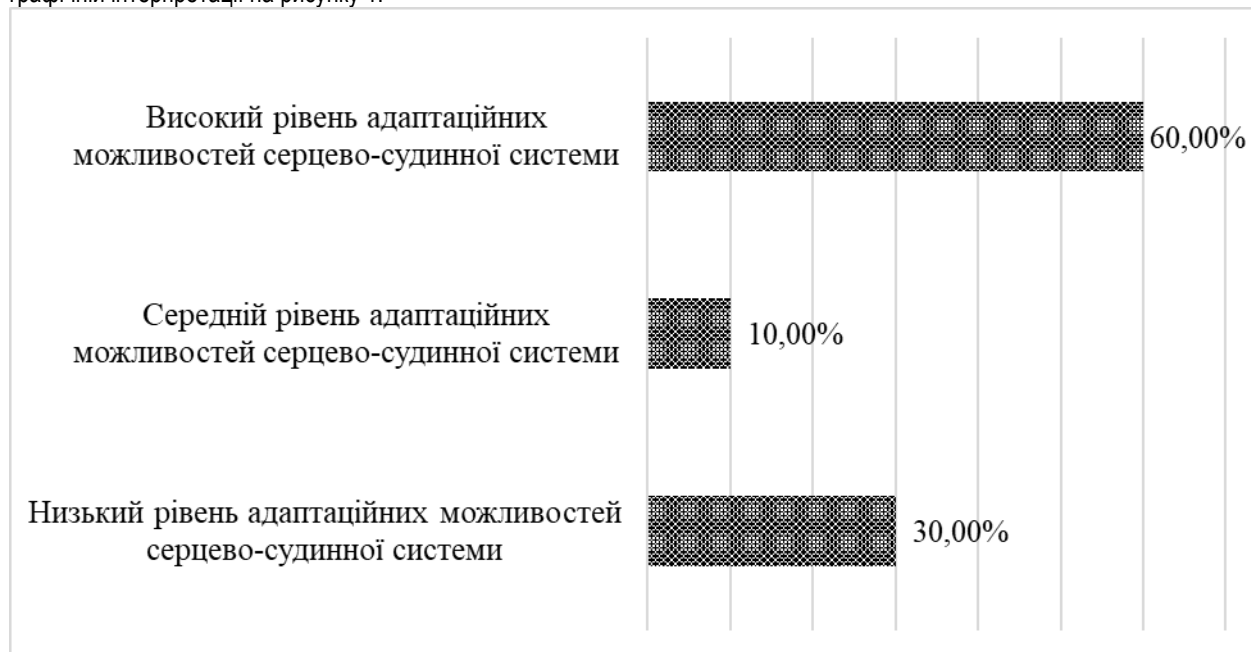 Високий рівень адаптаційних
можливостей серцево-судинної системи
60,00%
Середній рівень адаптаційних
можливостей серцево-судинної системи
10,00%
Низький рівень адаптаційних можливостей
серцево-судинної системи
30,00%